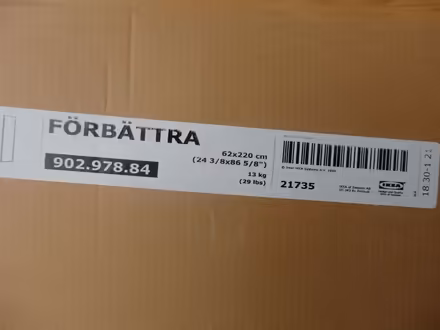 FÖRBÄTTRA
902.978.84
62x220 cm
(24 3/8x86 5/8")
13 kg
(29 lbs)
21735
IKEA
18 30-1 21